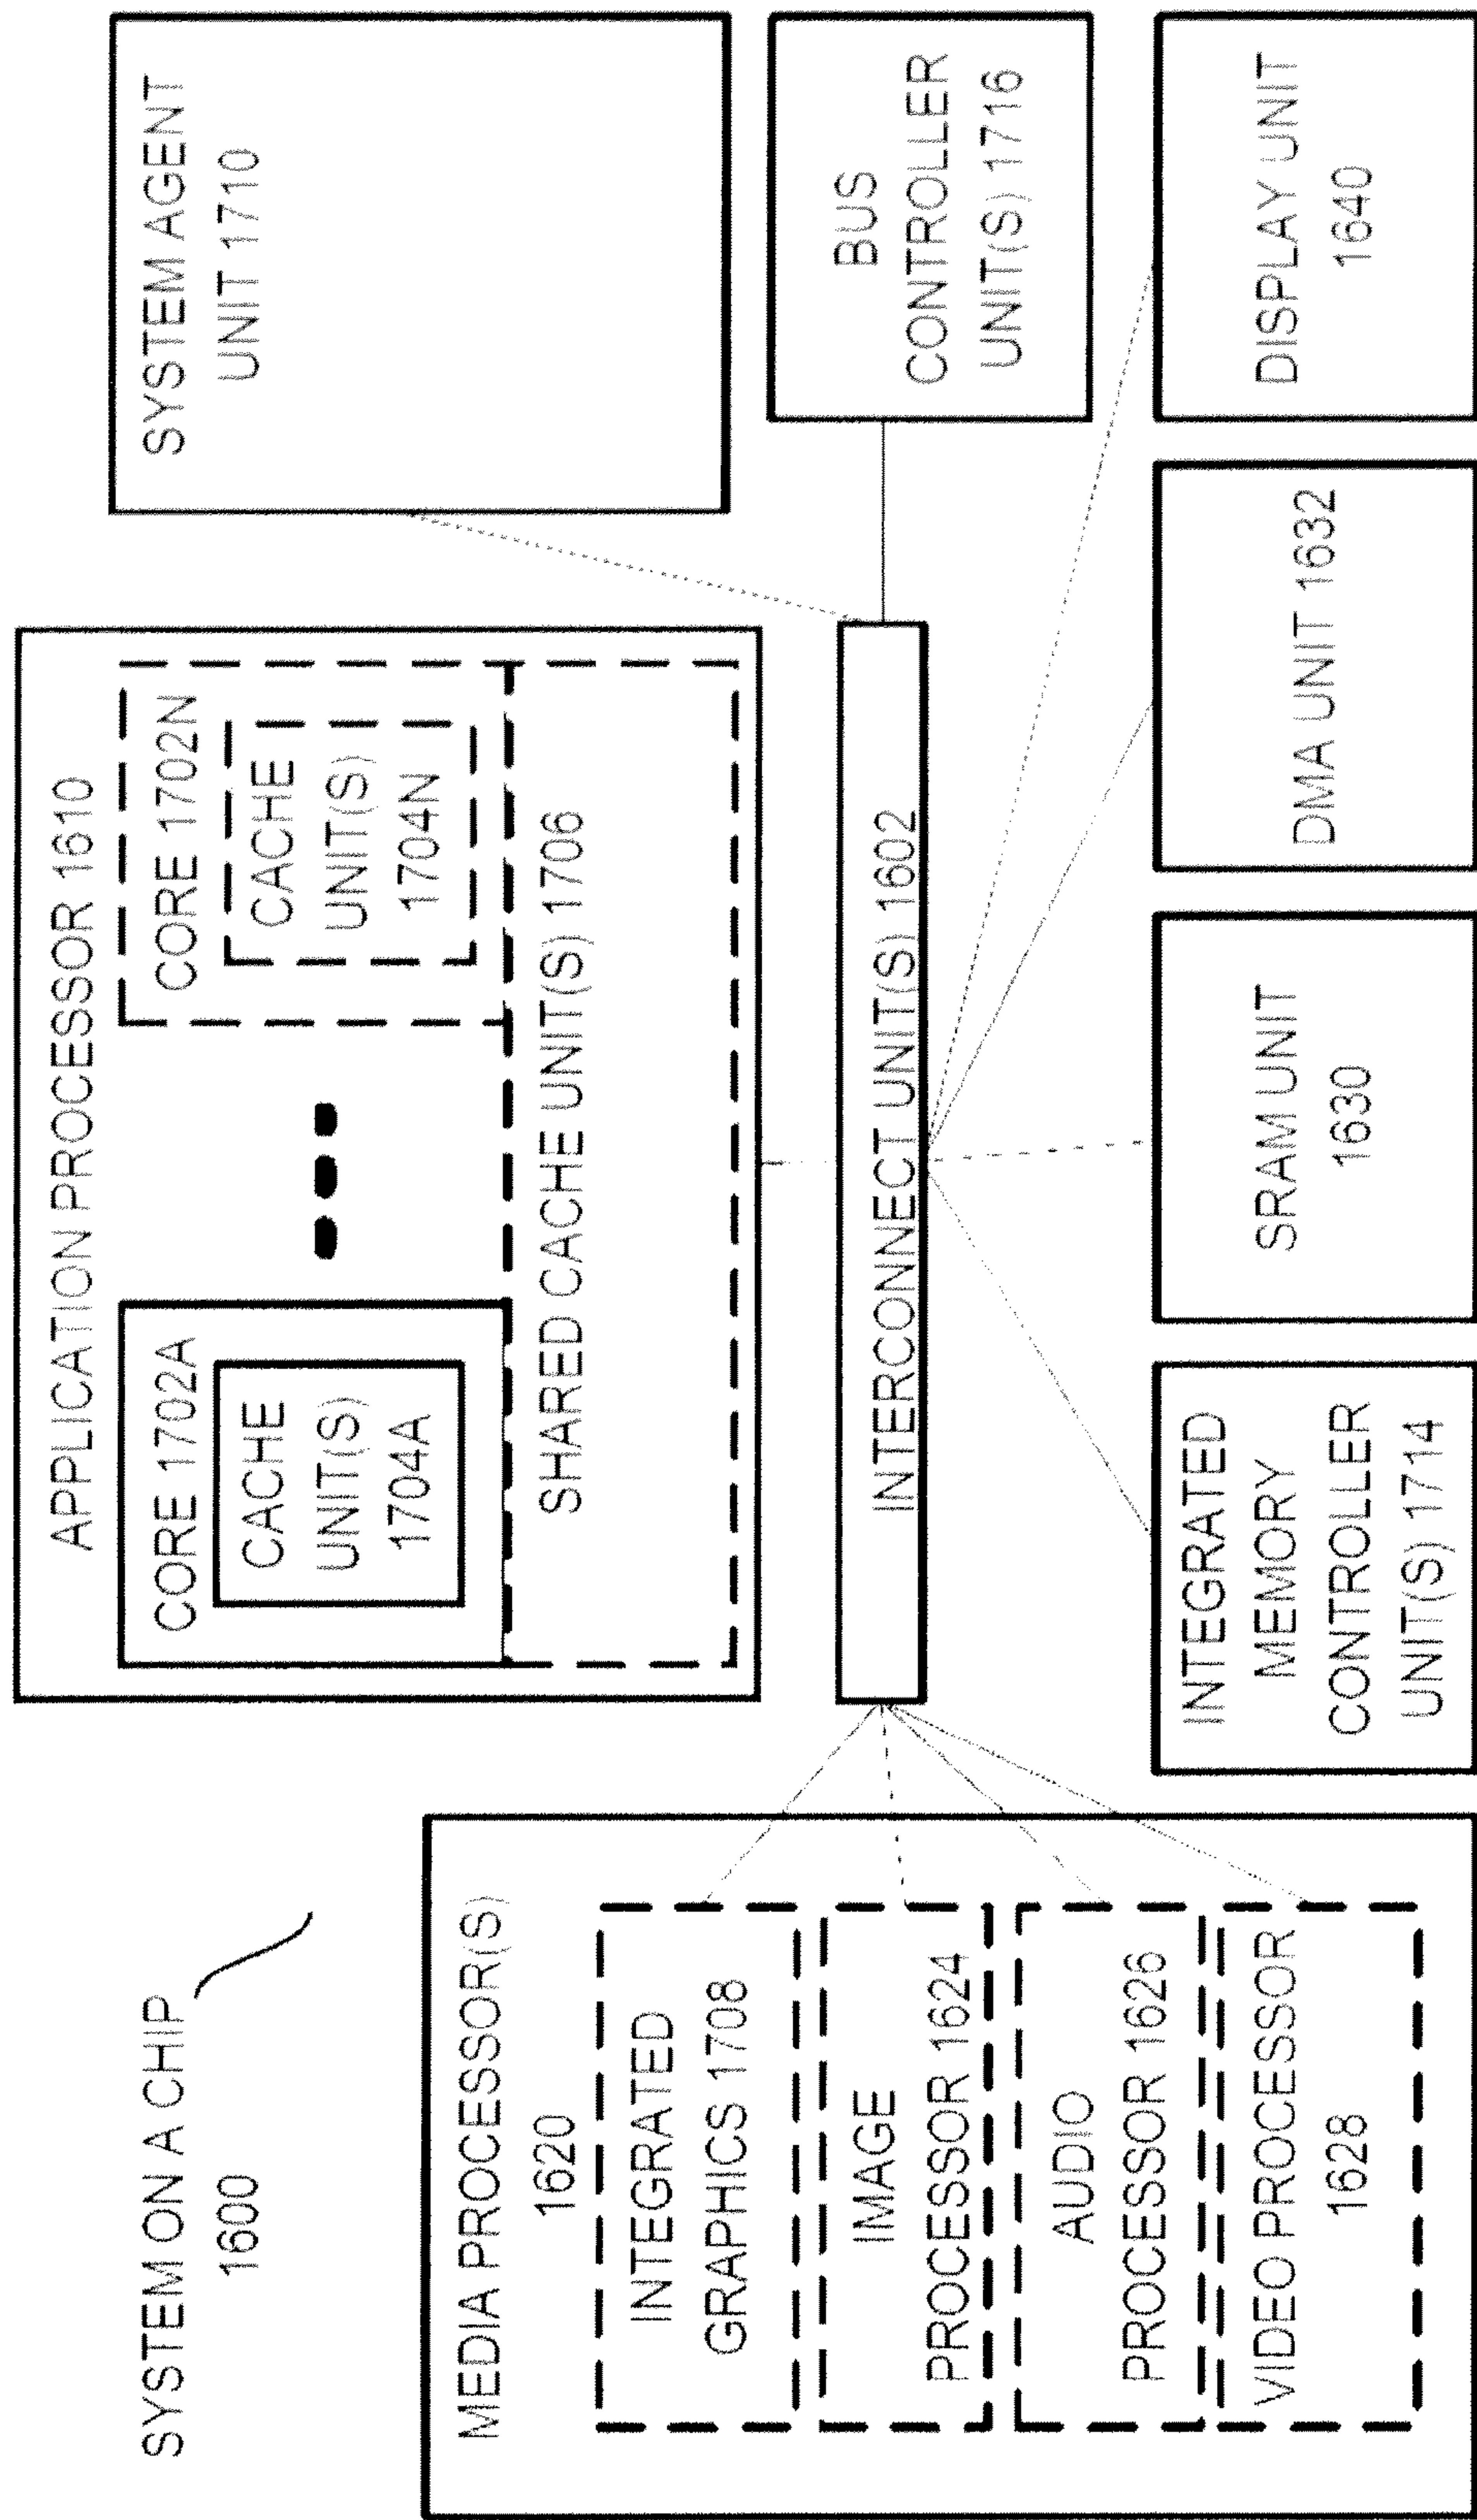 SYSTEM ON A CHIP
1600
APPLICATION PROCESSOR 1610
CORE 1702A
CACHE
UNIT(S)
1704A
CORE 1702N
CACHE
UNIT(S)
1704N
SHARED CACHE UNIT(S) 1706
SYSTEM AGENT
UNIT 1710
MEDIA PROCESSOR(S)
1620
INTEGRATED
GRAPHICS 1708
IMAGE
PROCESSOR 1624
AUDIO
PROCESSOR 1626
VIDEO PROCESSOR
1628
INTERCONNECT UNIT(S) 1602
BUS
CONTROLLER
UNIT(S) 1716
INTEGRATED
MEMORY
CONTROLLER
UNIT(S) 1714
SRAM UNIT
1630
DMA UNIT 1632
DISPLAY UNIT
1640